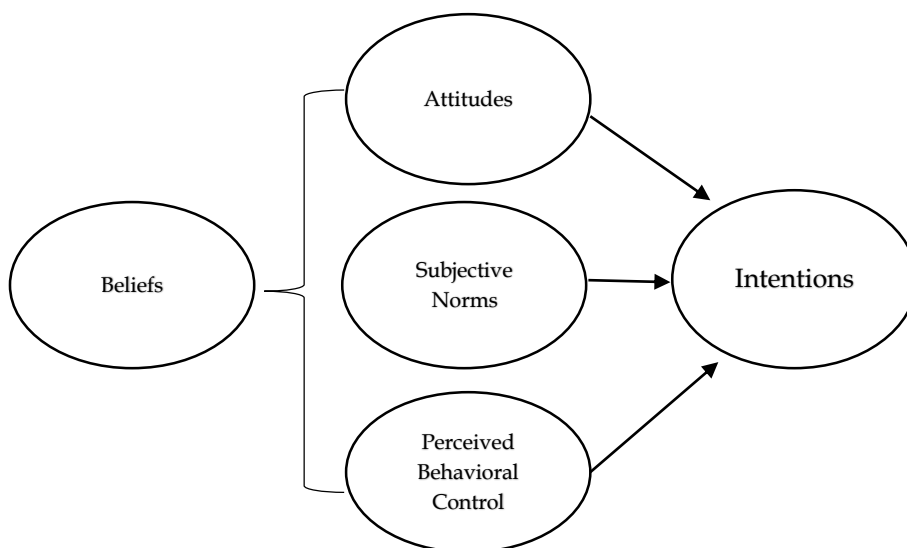 Attitudes
Beliefs
Subjective
Norms
Intentions
Perceived
Behavioral
Control